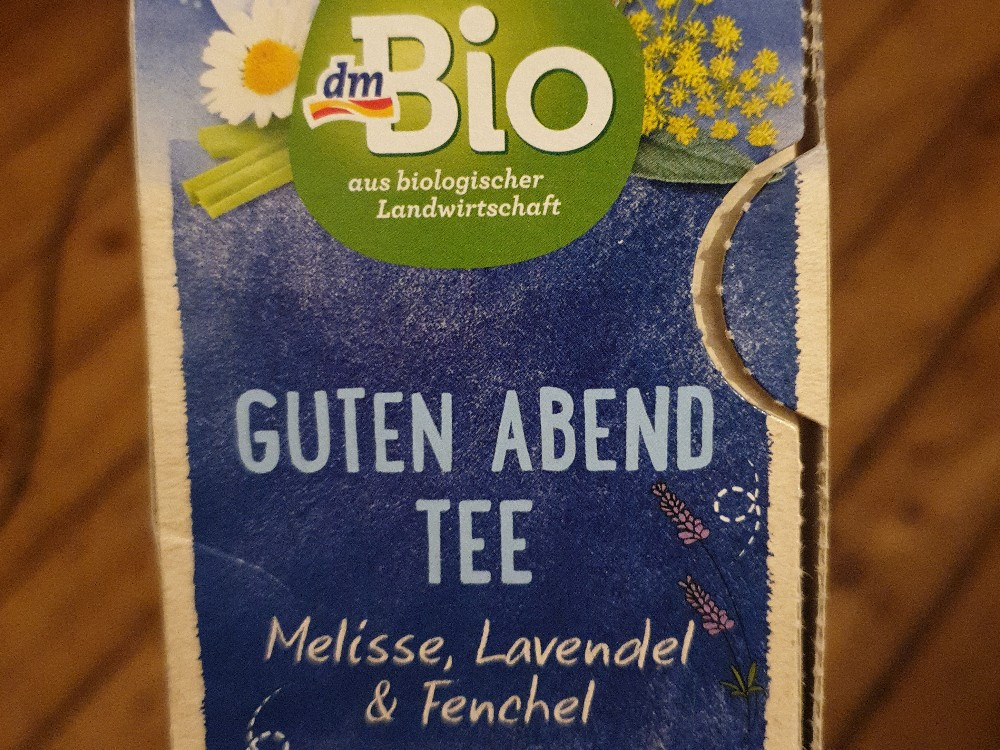 dm Bio
aus biologischer
Landwirtschaft
GUTEN ABEND
TEE
Melisse, Lavendel
& Fenchel